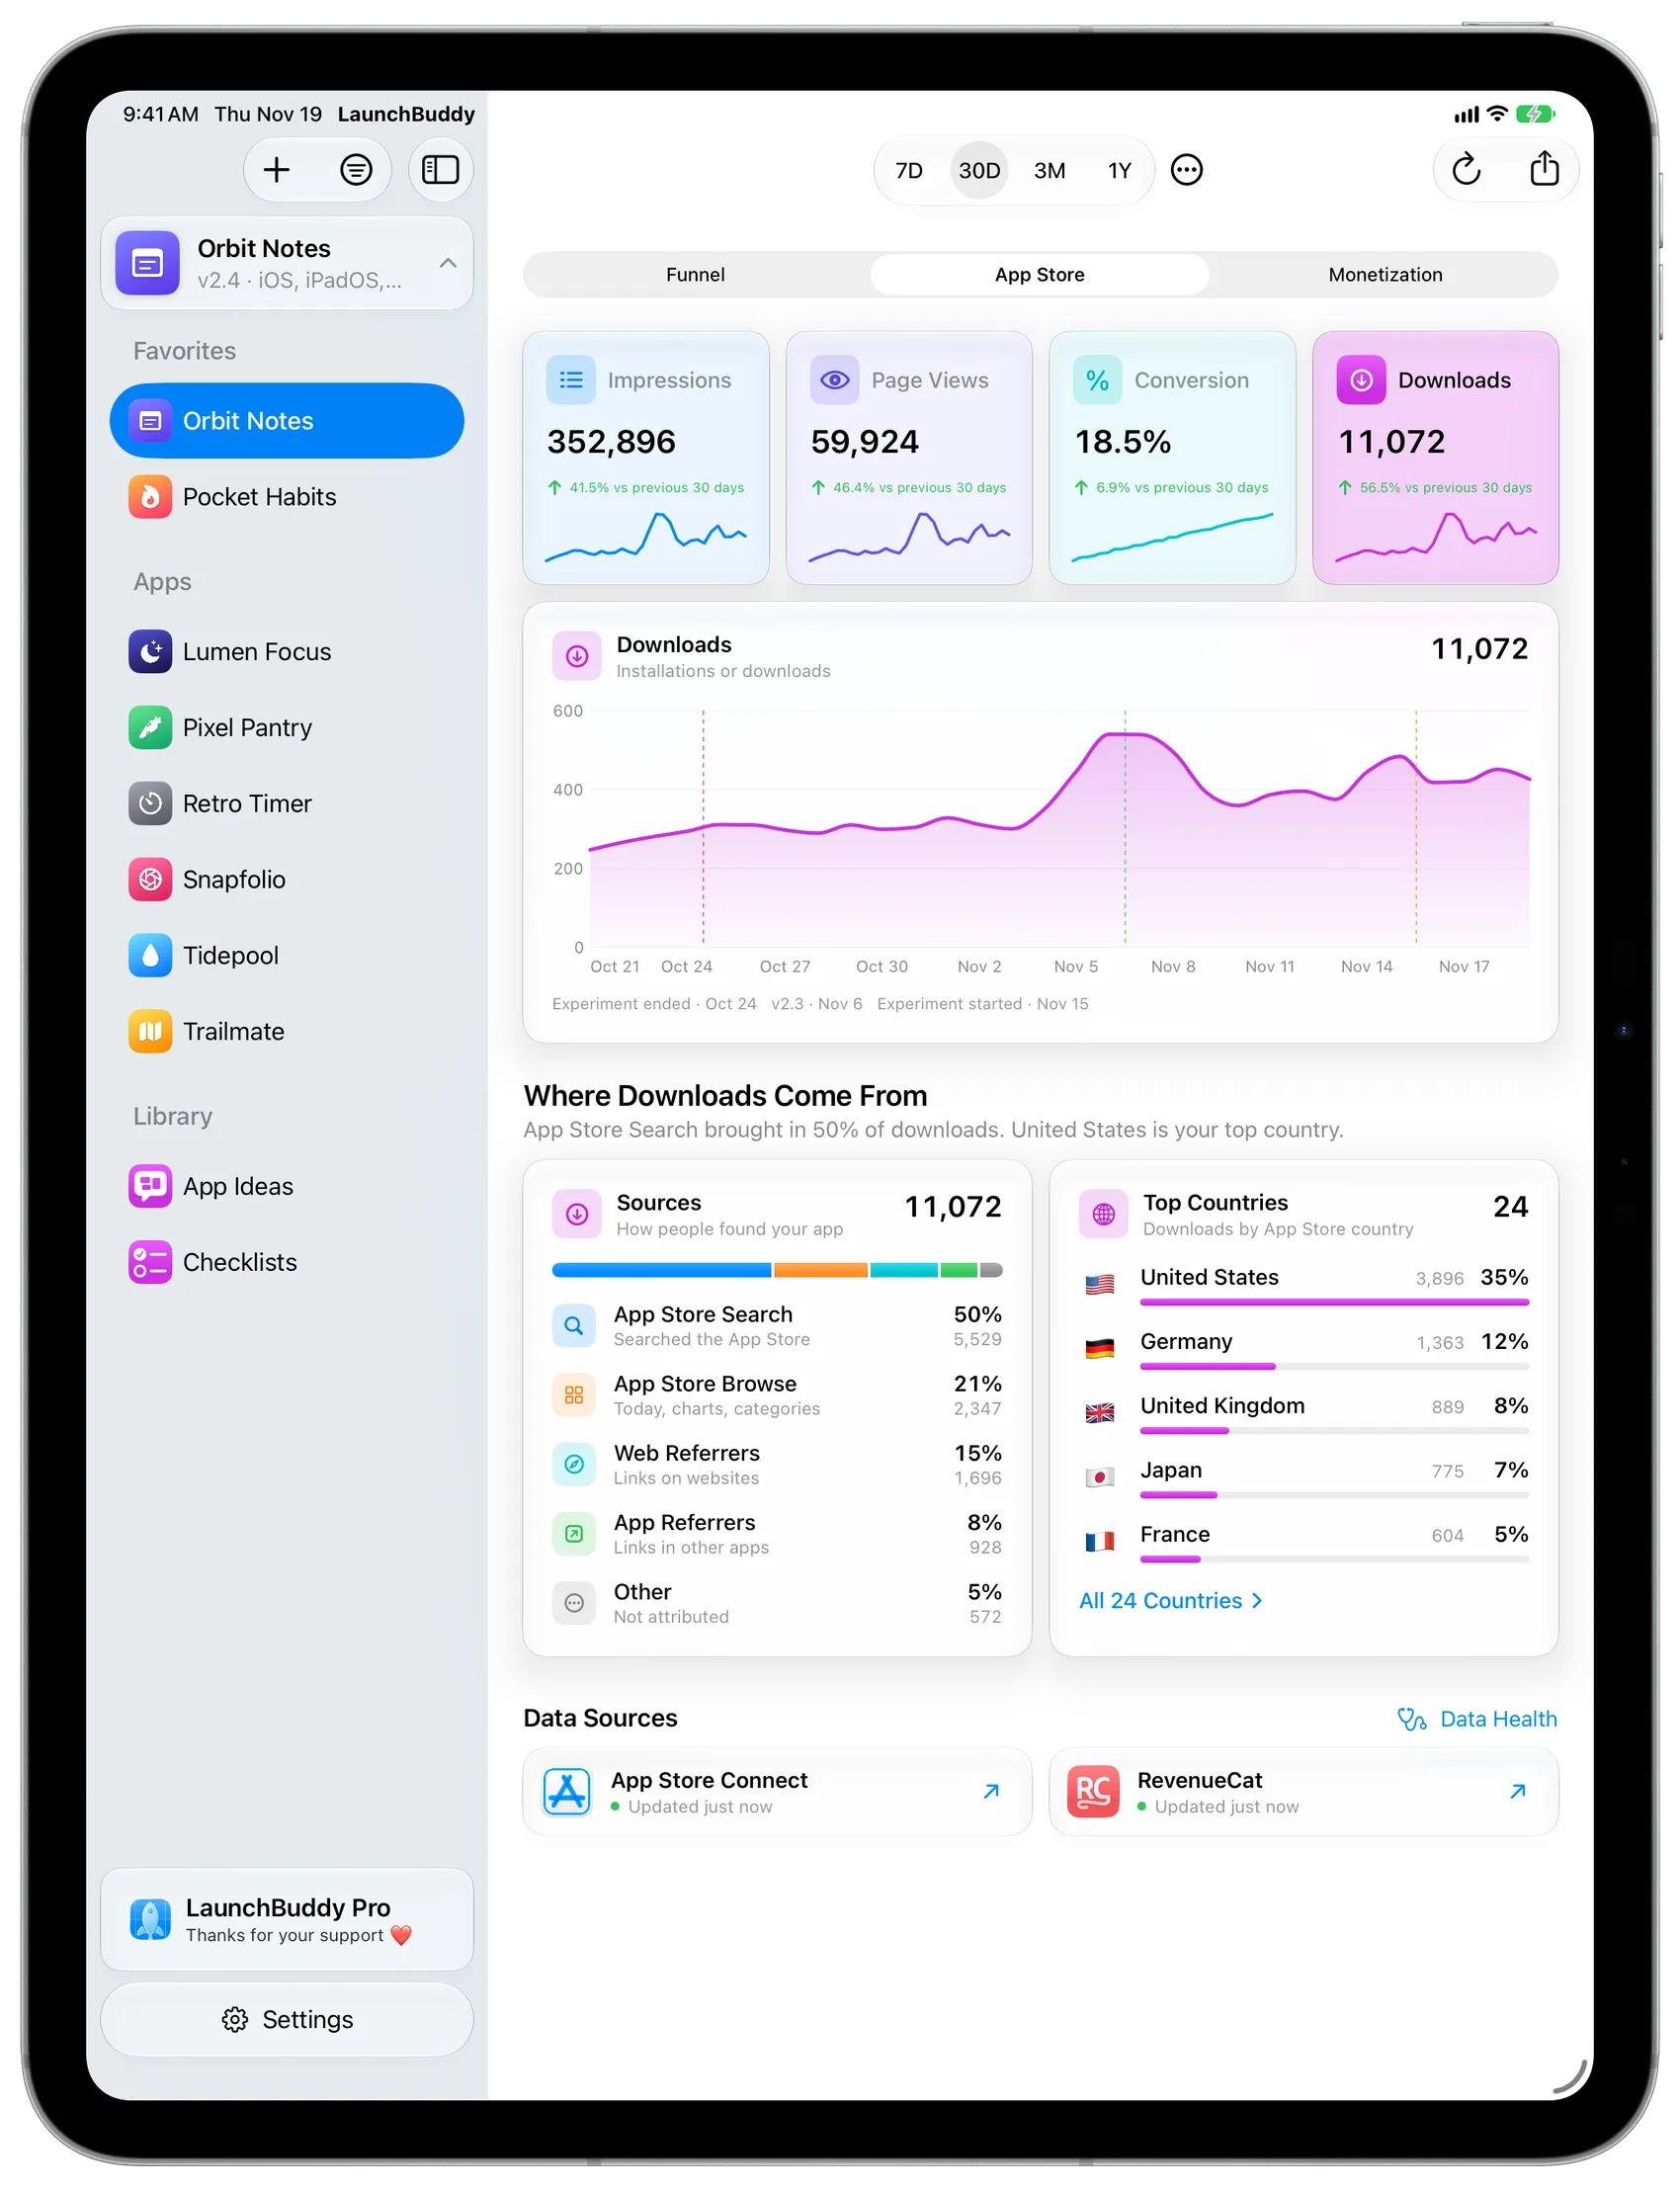 9:41 AM Thu Nov 19 LaunchBuddy
Orbit Notes
v2.4 · iOS, iPadOS,...
Favorites
Orbit Notes
Pocket Habits
Apps
Lumen Focus
Pixel Pantry
Retro Timer
Snapfolio
Tidepool
Trailmate
Library
App Ideas
Checklists
LaunchBuddy Pro
Thanks for your support ❤️
Settings
7D 30D 3M 1Y
Funnel App Store Monetization
Impressions
352,896
41.5% vs previous 30 days
Page Views
59,924
46.4% vs previous 30 days
% Conversion
18.5%
6.9% vs previous 30 days
Downloads
11,072
56.5% vs previous 30 days
Downloads 11,072
Installations or downloads
600
400
200
0
Oct 21 Oct 24 Oct 27 Oct 30 Nov 2 Nov 5 Nov 8 Nov 11 Nov 14 Nov 17
Experiment ended · Oct 24 v2.3 · Nov 6 Experiment started · Nov 15
Where Downloads Come From
App Store Search brought in 50% of downloads. United States is your top country.
Sources 11,072
How people found your app
App Store Search 50%
Searched the App Store 5,529
App Store Browse 21%
Today, charts, categories 2,347
Web Referrers 15%
Links on websites 1,696
App Referrers 8%
Links in other apps 928
Other 5%
Not attributed 572
Top Countries 24
Downloads by App Store country
United States 3,896 35%
Germany 1,363 12%
United Kingdom 889 8%
Japan 775 7%
France 604 5%
All 24 Countries >
Data Sources Data Health
App Store Connect
Updated just now
RC RevenueCat
Updated just now